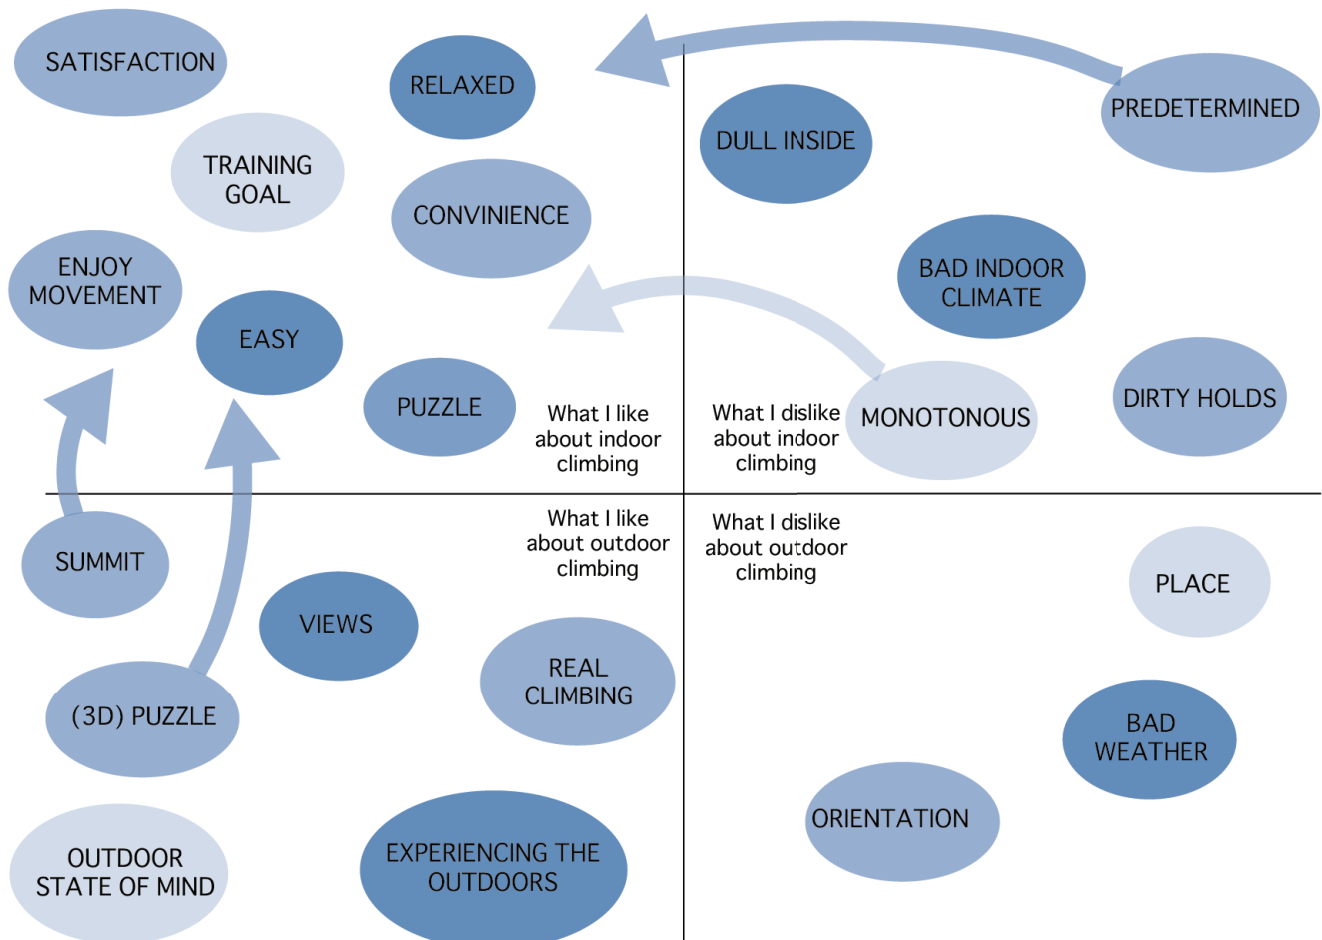 SATISFACTION
RELAXED
TRAINING
GOAL
CONVINIENCE
ENJOY
MOVEMENT
EASY
PUZZLE
What I like
about indoor
climbing
PREDETERMINED
DULL INSIDE
BAD INDOOR
CLIMATE
DIRTY HOLDS
MONOTONOUS
What I dislike
about indoor
climbing
What I like
about outdoor
climbing
SUMMIT
VIEWS
REAL
CLIMBING
(3D) PUZZLE
OUTDOOR
STATE OF MIND
EXPERIENCING THE
OUTDOORS
What I dislike
about outdoor
climbing
PLACE
BAD
WEATHER
ORIENTATION